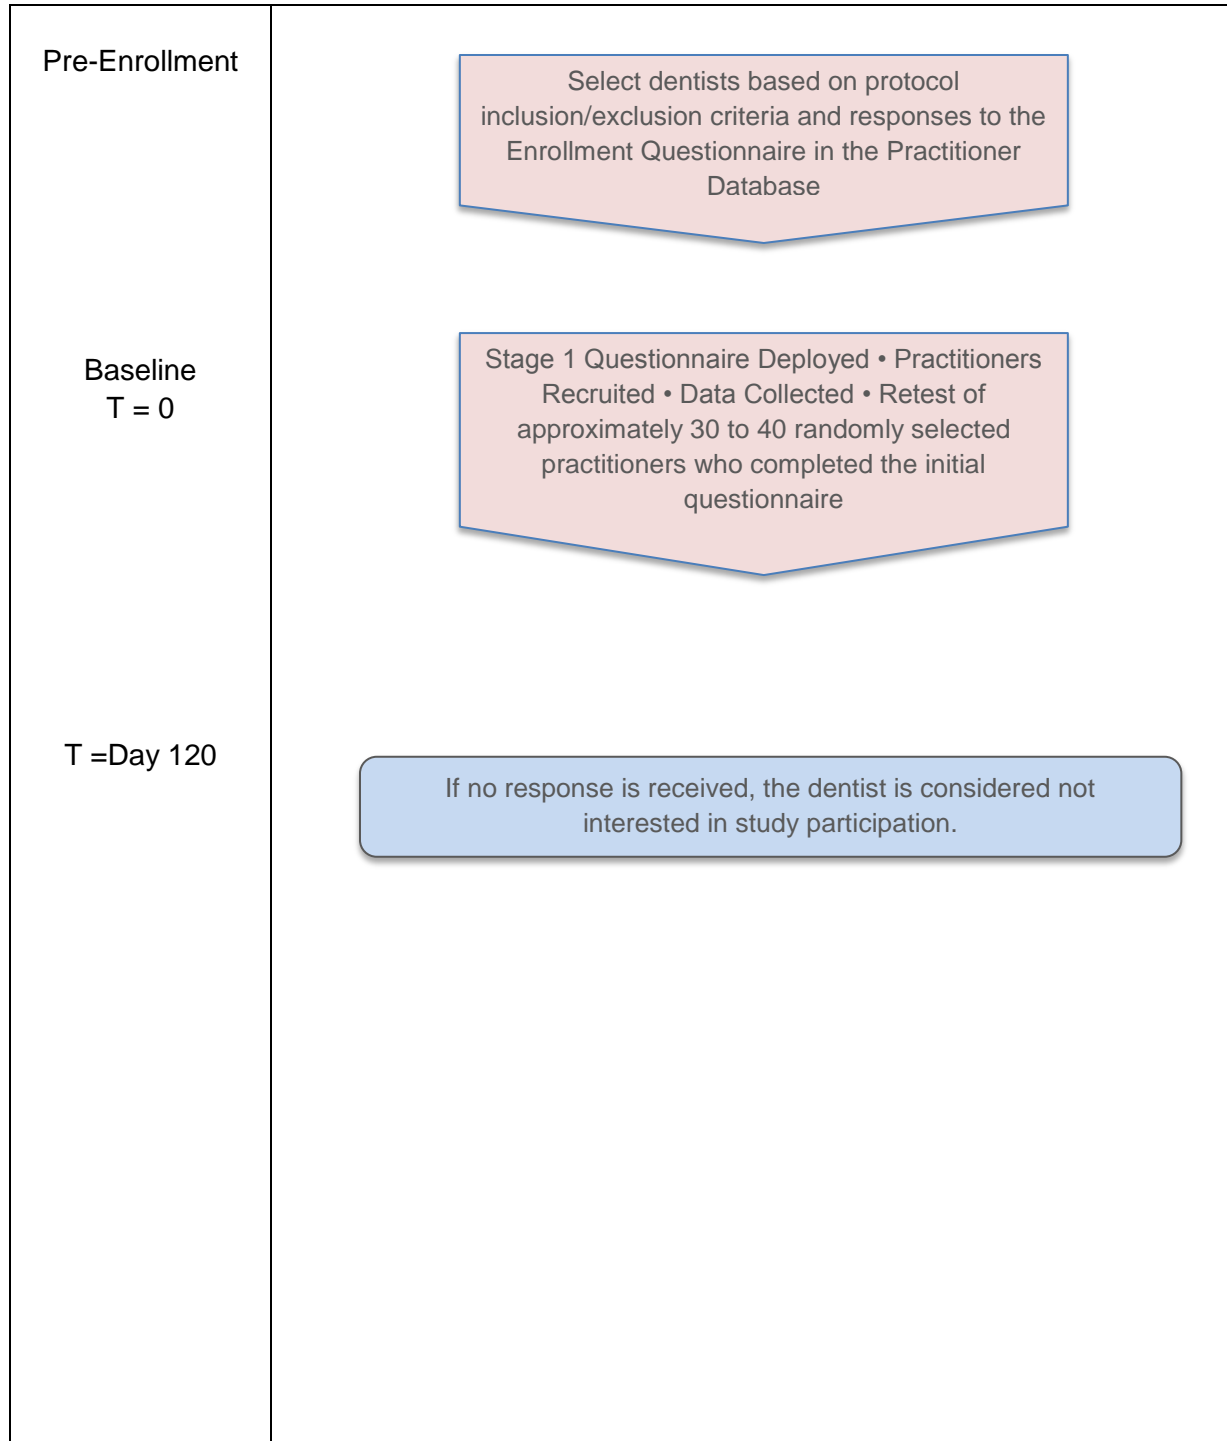 Pre-Enrollment
Select dentists based on protocol
inclusion/exclusion criteria and responses to the
Enrollment Questionnaire in the Practitioner
Database
Baseline
T = 0
Stage 1 Questionnaire Deployed • Practitioners
Recruited • Data Collected • Retest of
approximately 30 to 40 randomly selected
practitioners who completed the initial
questionnaire
T =Day 120
If no response is received, the dentist is considered not
interested in study participation.